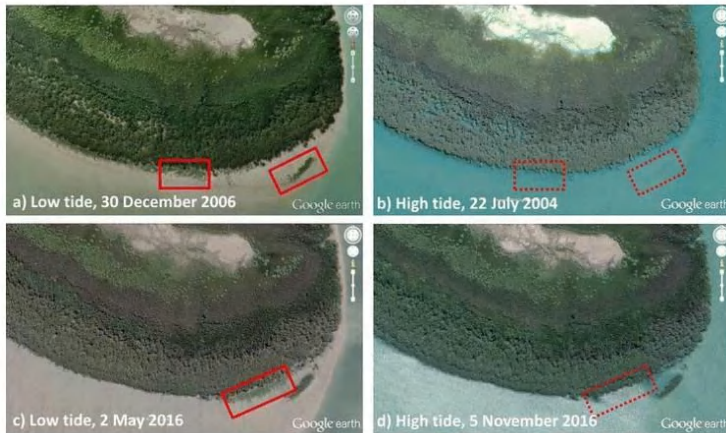 Google earth
a) Low tide, 30 December 2006
Google earth
b) High tide, 22 July 2004
Google earth
c) Low tide, 2 May 2016
Google earth
d) High tide, 5 November 2016